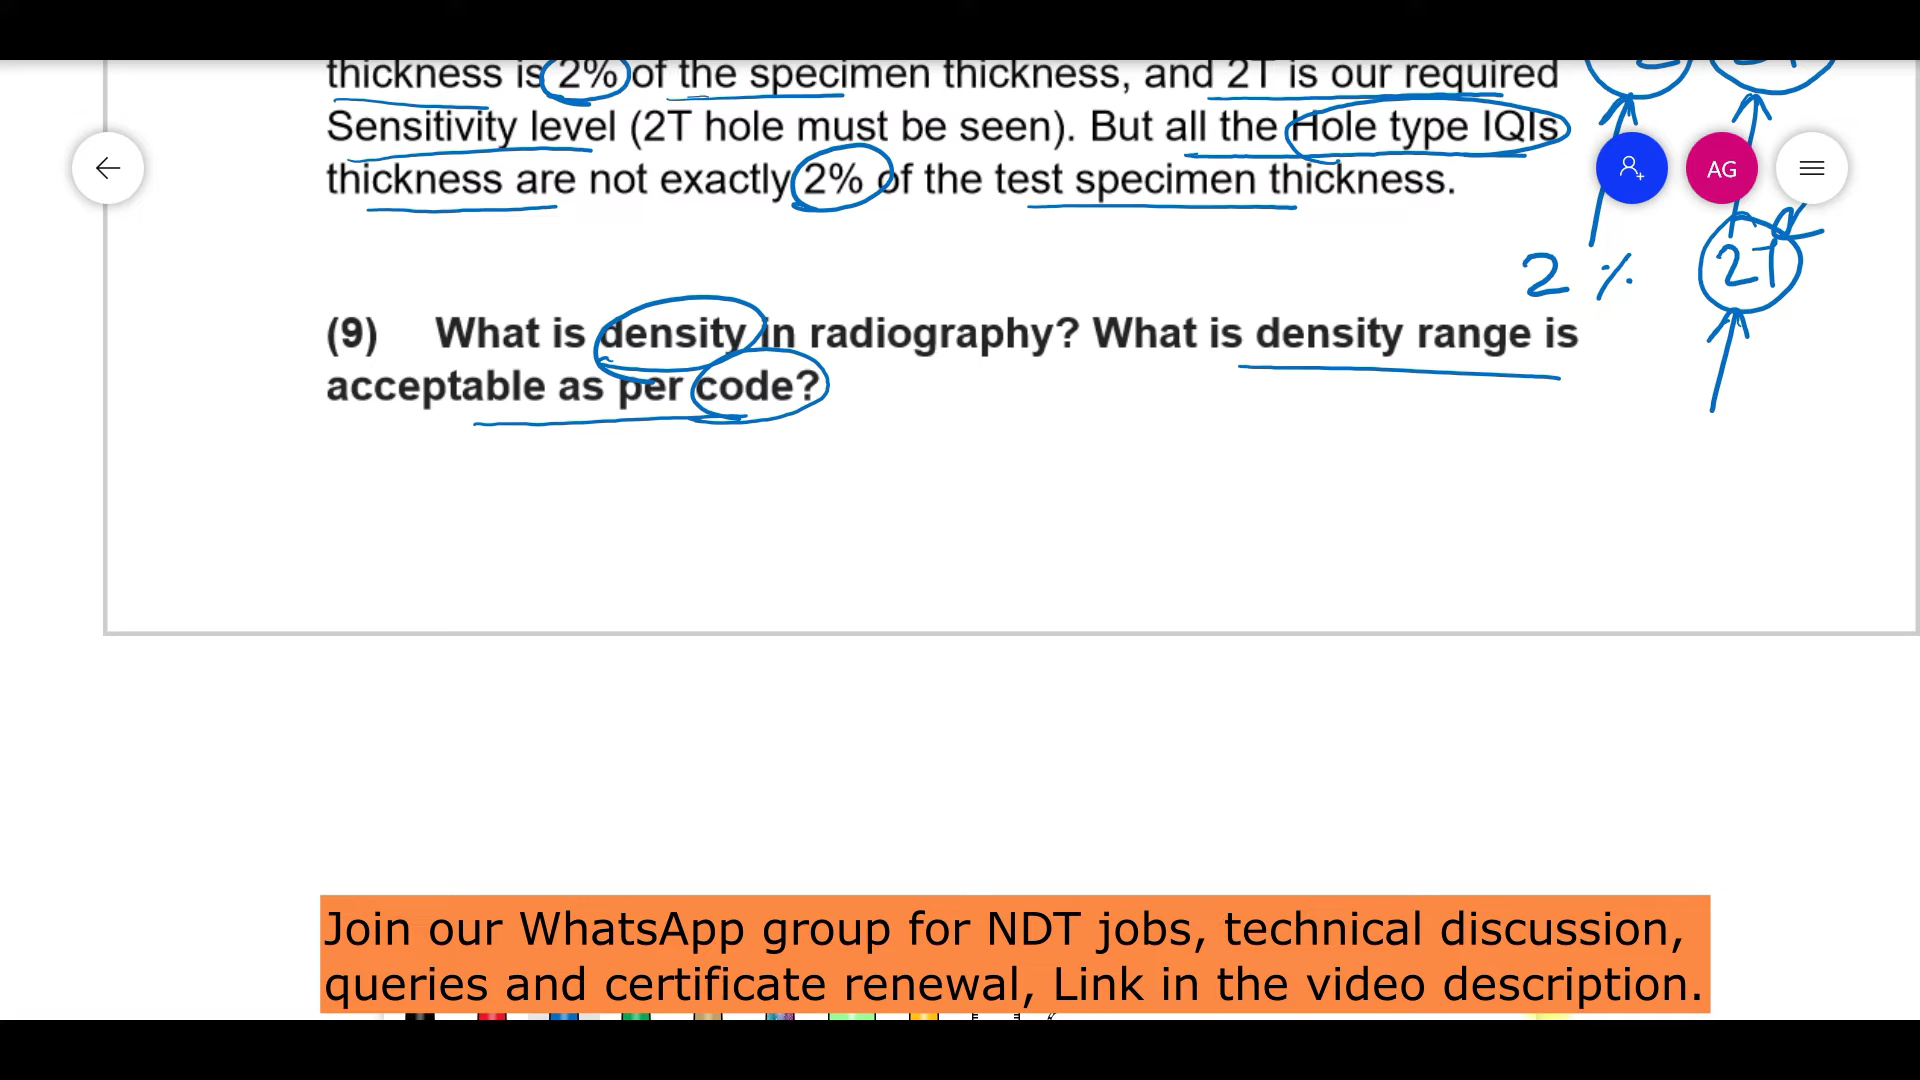 thickness is 2% of the specimen thickness, and 2T is our required
Sensitivity level (2T hole must be seen). But all the Hole type IQIs
thickness are not exactly 2% of the test specimen thickness.
AG
2 %
2T
(9) What is density in radiography? What is density range is
acceptable as per code?
Join our WhatsApp group for NDT jobs, technical discussion,
queries and certificate renewal, Link in the video description.